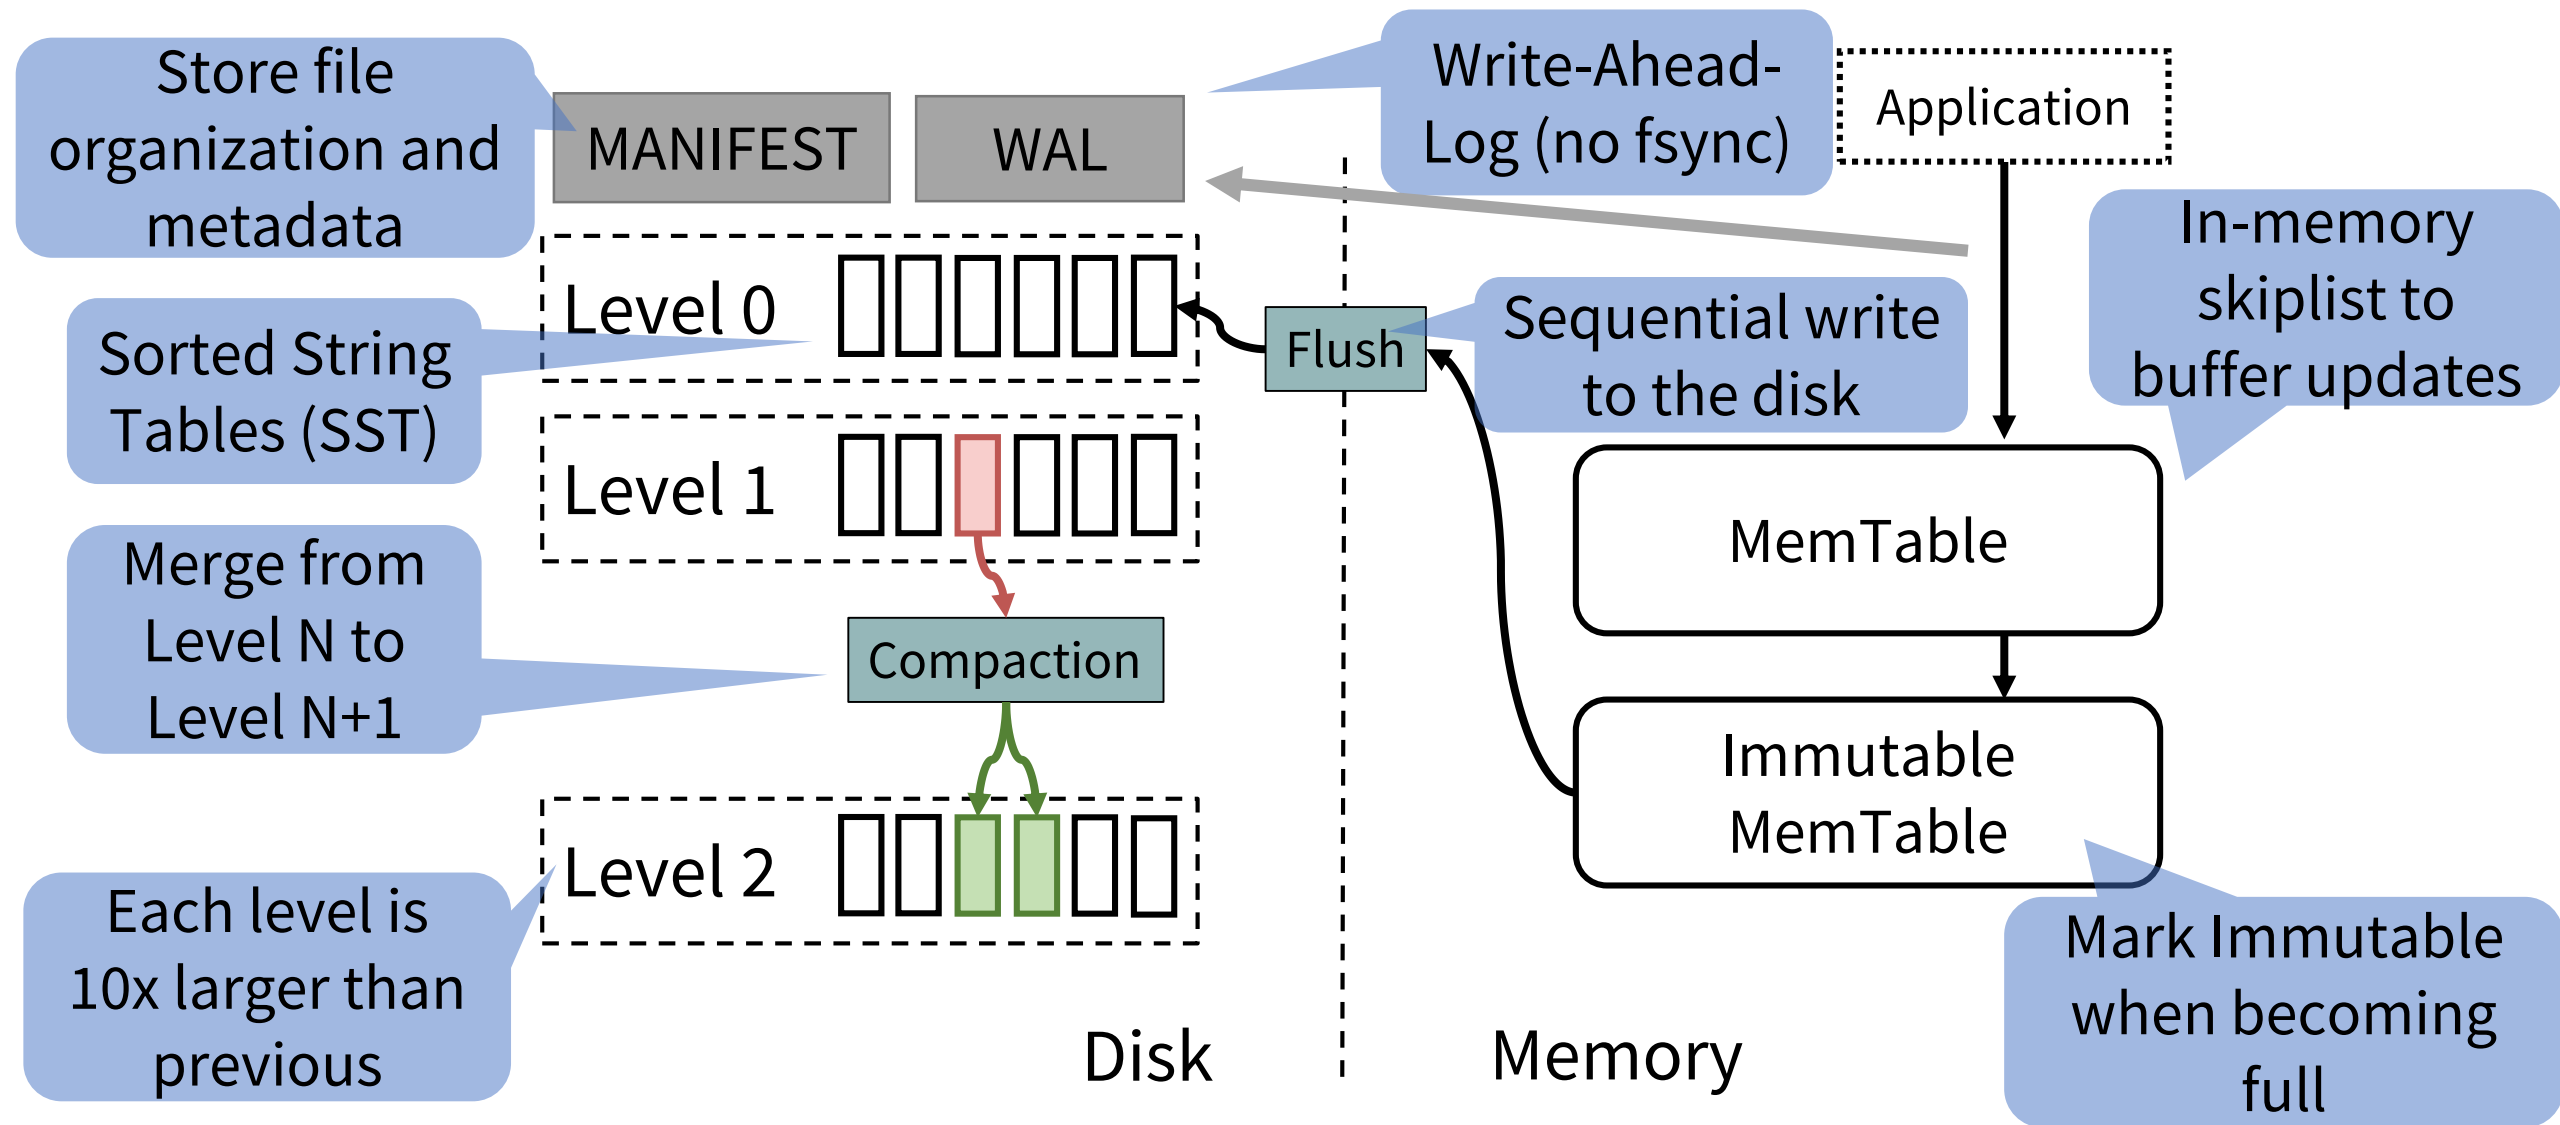 Store file
organization and
metadata
MANIFEST
WAL
Write-Ahead-
Log (no fsync)
Application
In-memory
skiplist to
buffer updates
Level 0
Sorted String
Tables (SST)
Flush
Sequential write
to the disk
Level 1
MemTable
Merge from
Level N to
Level N+1
Compaction
Immutable
MemTable
Level 2
Each level is
10x larger than
previous
Mark Immutable
when becoming
full
Disk
Memory